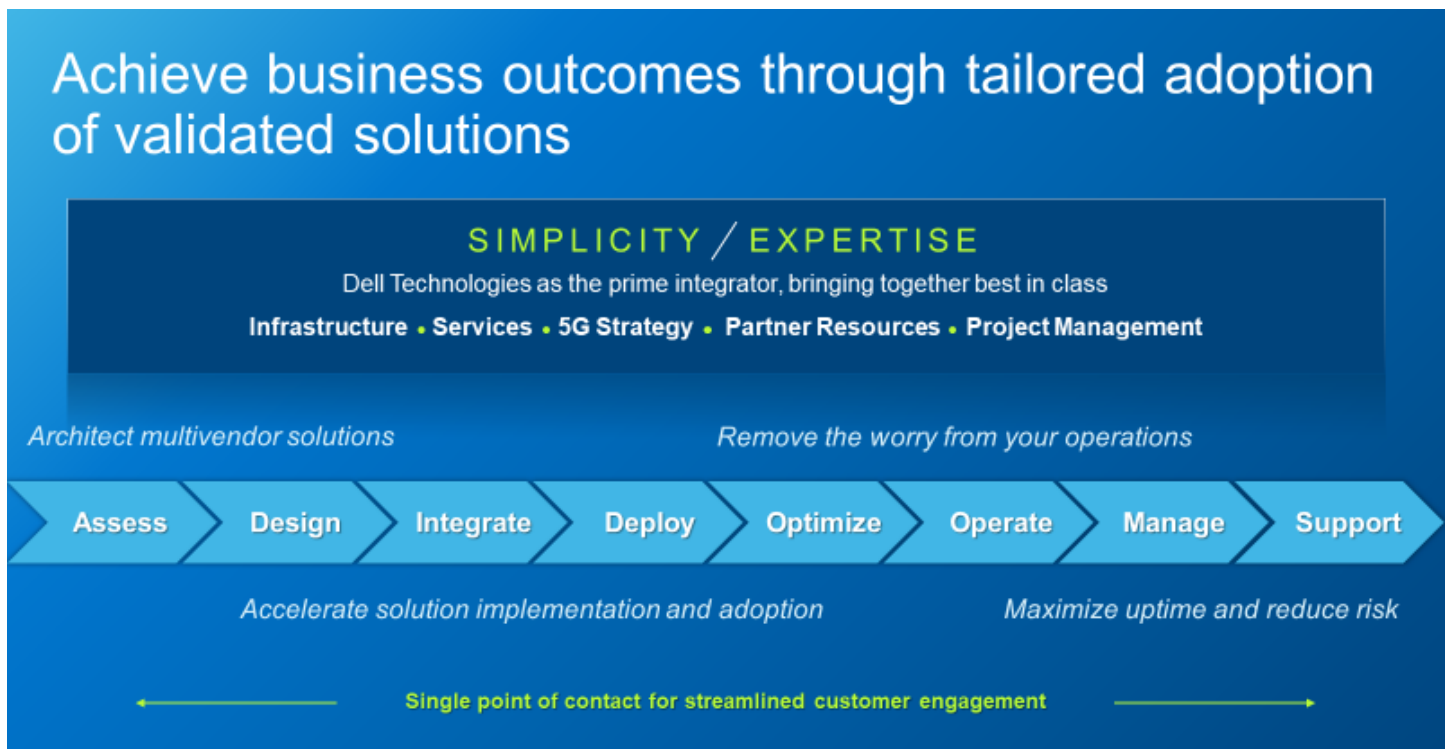 Achieve business outcomes through tailored adoption
of validated solutions
SIMPLICITY / EXPERTISE
Dell Technologies as the prime integrator, bringing together best in class
Infrastructure • Services • 5G Strategy • Partner Resources • Project Management
Architect multivendor solutions
Remove the worry from your operations
Assess Design Integrate Deploy Optimize Operate Manage Support
Accelerate solution implementation and adoption
Maximize uptime and reduce risk
Single point of contact for streamlined customer engagement